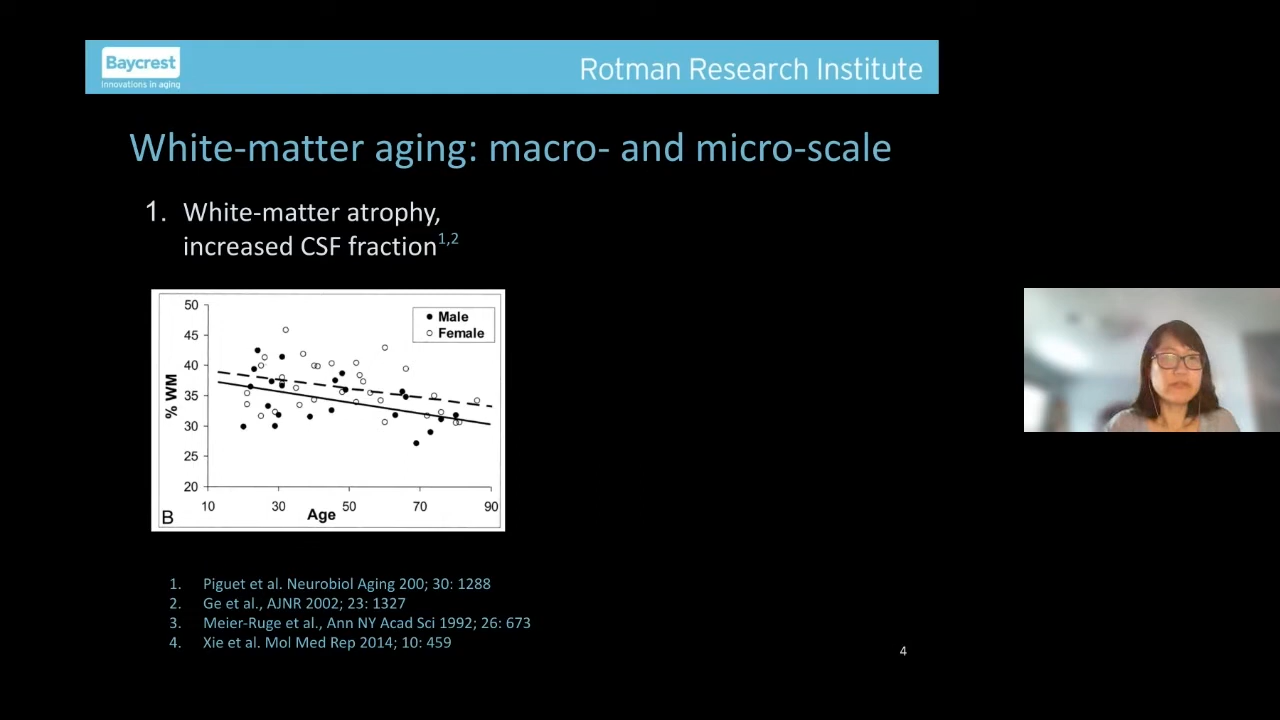 Baycrest
Innovations in aging
Rotman Research Institute
White-matter aging: macro- and micro-scale
1. White-matter atrophy,
increased CSF fraction1,2
50
45
40
35
30
25
20
% WM
Male
Female
10 30 50 70 90
Age
B
1. Piguet et al. Neurobiol Aging 200; 30: 1288
2. Ge et al., AJNR 2002; 23: 1327
3. Meier-Ruge et al., Ann NY Acad Sci 1992; 26: 673
4. Xie et al. Mol Med Rep 2014; 10: 459
4